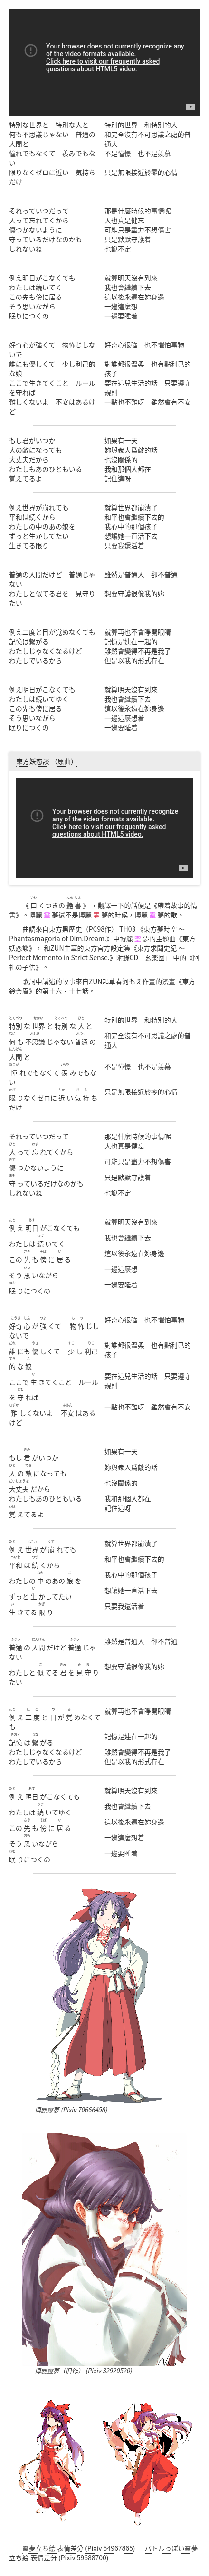 Your browser does not currently recognize any of the video formats available.
Click here to visit our frequently asked questions about HTML5 video.
特別な世界と　特別な人と
何も不思議じゃない　普通の人間と
憧れでもなくて　羨みでもない
限りなくゼロに近い　気持ちだけ
特別的世界　和特別的人
和完全沒有不可思議之處的普通人
不是憧憬　也不是羨慕
只是無限接近於零的心情
それっていつだって
人って忘れてくから
傷つかないように
守っているだけなのかも
しれないね
那是什麼時候的事情呢
人也真是健忘
可能只是盡力不想傷害
只是默默守護着
也說不定
例え明日がこなくても
わたしは続いてく
この先も傍に居る
そう思いながら
眠りにつくの
就算明天沒有到來
我也會繼續下去
這以後永遠在妳身邊
一邊這麼想
一邊要睡着
好奇心が強くて　物怖じしないで
誰にも優しくて　少し利己的な娘
ここで生きてくこと　ルールを守れば
難しくないよ　不安はあるけど
好奇心很強　也不懼怕事物
對誰都很溫柔　也有點利己的孩子
要在這兒生活的話　只要遵守規則
一點也不難呀　雖然會有不安
もし君がいつか
人の敵になっても
大丈夫だから
わたしもあのひともいる
覚えてるよ
如果有一天
妳與衆人爲敵的話
也沒關係的
我和那個人都在
記住這呀
例え世界が崩れても
平和は続くから
わたしの中のあの娘を
ずっと生かしてたい
生きてる限り
就算世界都崩潰了
和平也會繼續下去的
我心中的那個孩子
想讓她一直活下去
只要我還活着
普通の人間だけど　普通じゃない
わたしと似てる君を　見守りたい
雖然是普通人　卻不普通
想要守護很像我的妳
例え二度と目が覚めなくても
記憶は繋がる
わたしじゃなくなるけど
わたしでいるから
就算再也不會睜開眼睛
記憶是連在一起的
雖然會變得不再是我了
但是以我的形式存在
例え明日がこなくても
わたしは続いてゆく
この先も傍に居る
そう思いながら
眠りにつくの
就算明天沒有到來
我也會繼續下去
這以後永遠在妳身邊
一邊這麼想着
一邊要睡着
東方妖恋談 （原曲）
Your browser does not currently recognize any of the video formats available.
Click here to visit our frequently asked questions about HTML5 video.
《曰くつきの艶書》，翻譯一下的話便是《帶着故事的情書》。博麗 靈 夢還不是博麗 霊 夢的時候，博麗 靈 夢的歌。
曲調來自東方黑歷史（PC98作） TH03 《東方夢時空 ～ Phantasmagoria of Dim.Dream.》中博麗 靈 夢的主題曲《東方妖恋談》， 和ZUN主筆的東方官方設定集《東方求聞史紀 ～ Perfect Memento in Strict Sense.》附錄CD「幺樂団」 中的《阿礼の子供》。
歌詞中講述的故事來自ZUN起草春河もえ作畫的漫畫《東方鈴奈庵》的第十六・十七話。
特別な世界と特別な人と
何も不思議じゃない普通の人間と
憧れでもなくて羨みでもない
限りなくゼロに近い気持ちだけ
特別的世界　和特別的人
和完全沒有不可思議之處的普通人
不是憧憬　也不是羨慕
只是無限接近於零的心情
それっていつだって
人って忘れてくから
傷つかないように
守っているだけなのかも
しれないね
那是什麼時候的事情呢
人也真是健忘
可能只是盡力不想傷害
只是默默守護着
也說不定
例え明日がこなくても
わたしは続いてく
この先も傍に居る
そう思いながら
眠りにつくの
就算明天沒有到來
我也會繼續下去
這以後永遠在妳身邊
一邊這麼想
一邊要睡着
好奇心が強くて　物怖じしないで
誰にも優しくて　少し利己的な娘
ここで生きてくこと　ルールを守れば
難しくないよ　不安はあるけど
好奇心很強　也不懼怕事物
對誰都很溫柔　也有點利己的孩子
要在這兒生活的話　只要遵守規則
一點也不難呀　雖然會有不安
もし君がいつか
人の敵になっても
大丈夫だから
わたしもあのひともいる
覚えてるよ
如果有一天
妳與衆人爲敵的話
也沒關係的
我和那個人都在
記住這呀
例え世界が崩れても
平和は続くから
わたしの中のあの娘を
ずっと生かしてたい
生きてる限り
就算世界都崩潰了
和平也會繼續下去的
我心中的那個孩子
想讓她一直活下去
只要我還活着
普通の人間だけど普通じゃない
わたしと似てる君を見守りたい
雖然是普通人　卻不普通
想要守護很像我的妳
例え二度と目が覚めなくても
記憶は繋がる
わたしじゃなくなるけど
わたしでいるから
就算再也不會睜開眼睛
記憶是連在一起的
雖然會變得不再是我了
但是以我的形式存在
例え明日がこなくても
わたしは続いてゆく
この先も傍に居る
そう思いながら
眠りにつくの
就算明天沒有到來
我也會繼續下去
這以後永遠在妳身邊
一邊這麼想着
一邊要睡着
博麗靈夢 (Pixiv 70666458)
博麗靈夢（旧作） (Pixiv 32920520)
靈夢立ち絵 表情差分 (Pixiv 54967865)　バトルっぽい靈夢立ち絵 表情差分 (Pixiv 59688700)